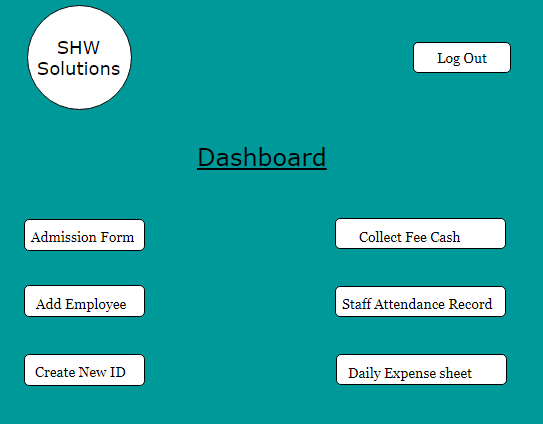 SHW
Solutions
Log Out
Dashboard
Admission Form
Collect Fee Cash
Add Employee
Staff Attendance Record
Create New ID
Daily Expense sheet